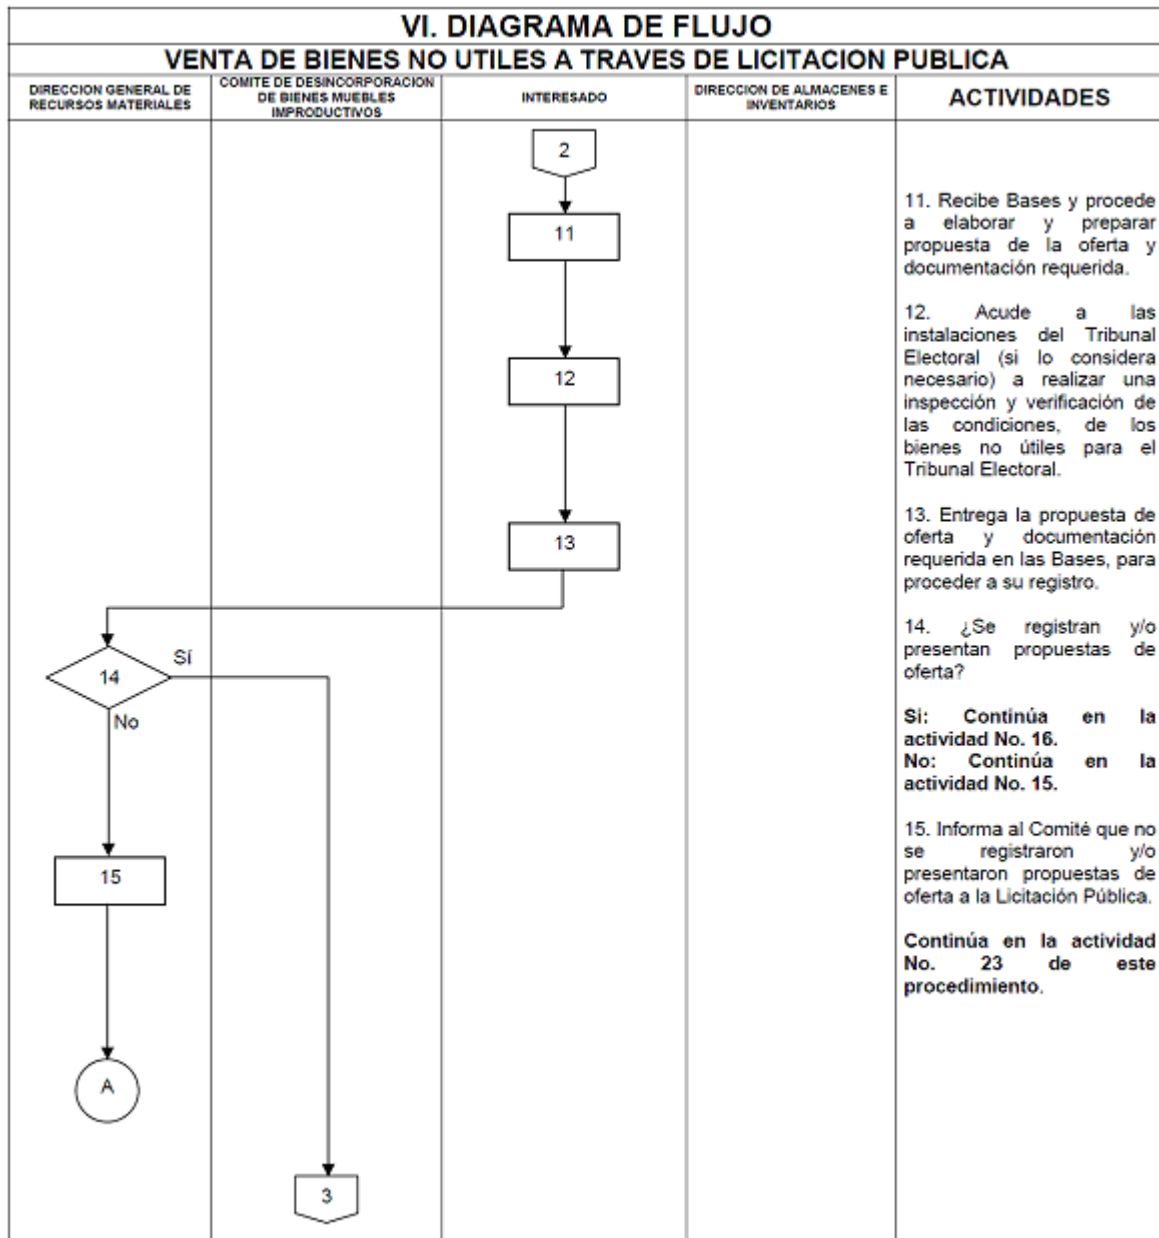 VI. DIAGRAMA DE FLUJO
VENTA DE BIENES NO UTILES A TRAVES DE LICITACION PUBLICA
DIRECCION GENERAL DE
RECURSOS MATERIALES
COMITE DE DESINCORPORACION
DE BIENES MUEBLES
IMPRODUCTIVOS
INTERESADO
DIRECCION DE ALMACENES E
INVENTARIOS
ACTIVIDADES
2
11
12
13
14
Sí
No
15
A
3
11. Recibe Bases y procede
a elaborar y preparar
propuesta de la oferta y
documentación requerida.
12. Acude a las
instalaciones del Tribunal
Electoral (si lo considera
necesario) a realizar una
inspección y verificación de
las condiciones, de los
bienes no útiles para el
Tribunal Electoral.
13. Entrega la propuesta de
oferta y documentación
requerida en las Bases, para
proceder a su registro.
14. ¿Se registran y/o
presentan propuestas de
oferta?
Si: Continúa en la
actividad No. 16.
No: Continúa en la
actividad No. 15.
15. Informa al Comité que no
se registraron y/o
presentaron propuestas de
oferta a la Licitación Pública.
Continúa en la actividad
No. 23 de este
procedimiento.